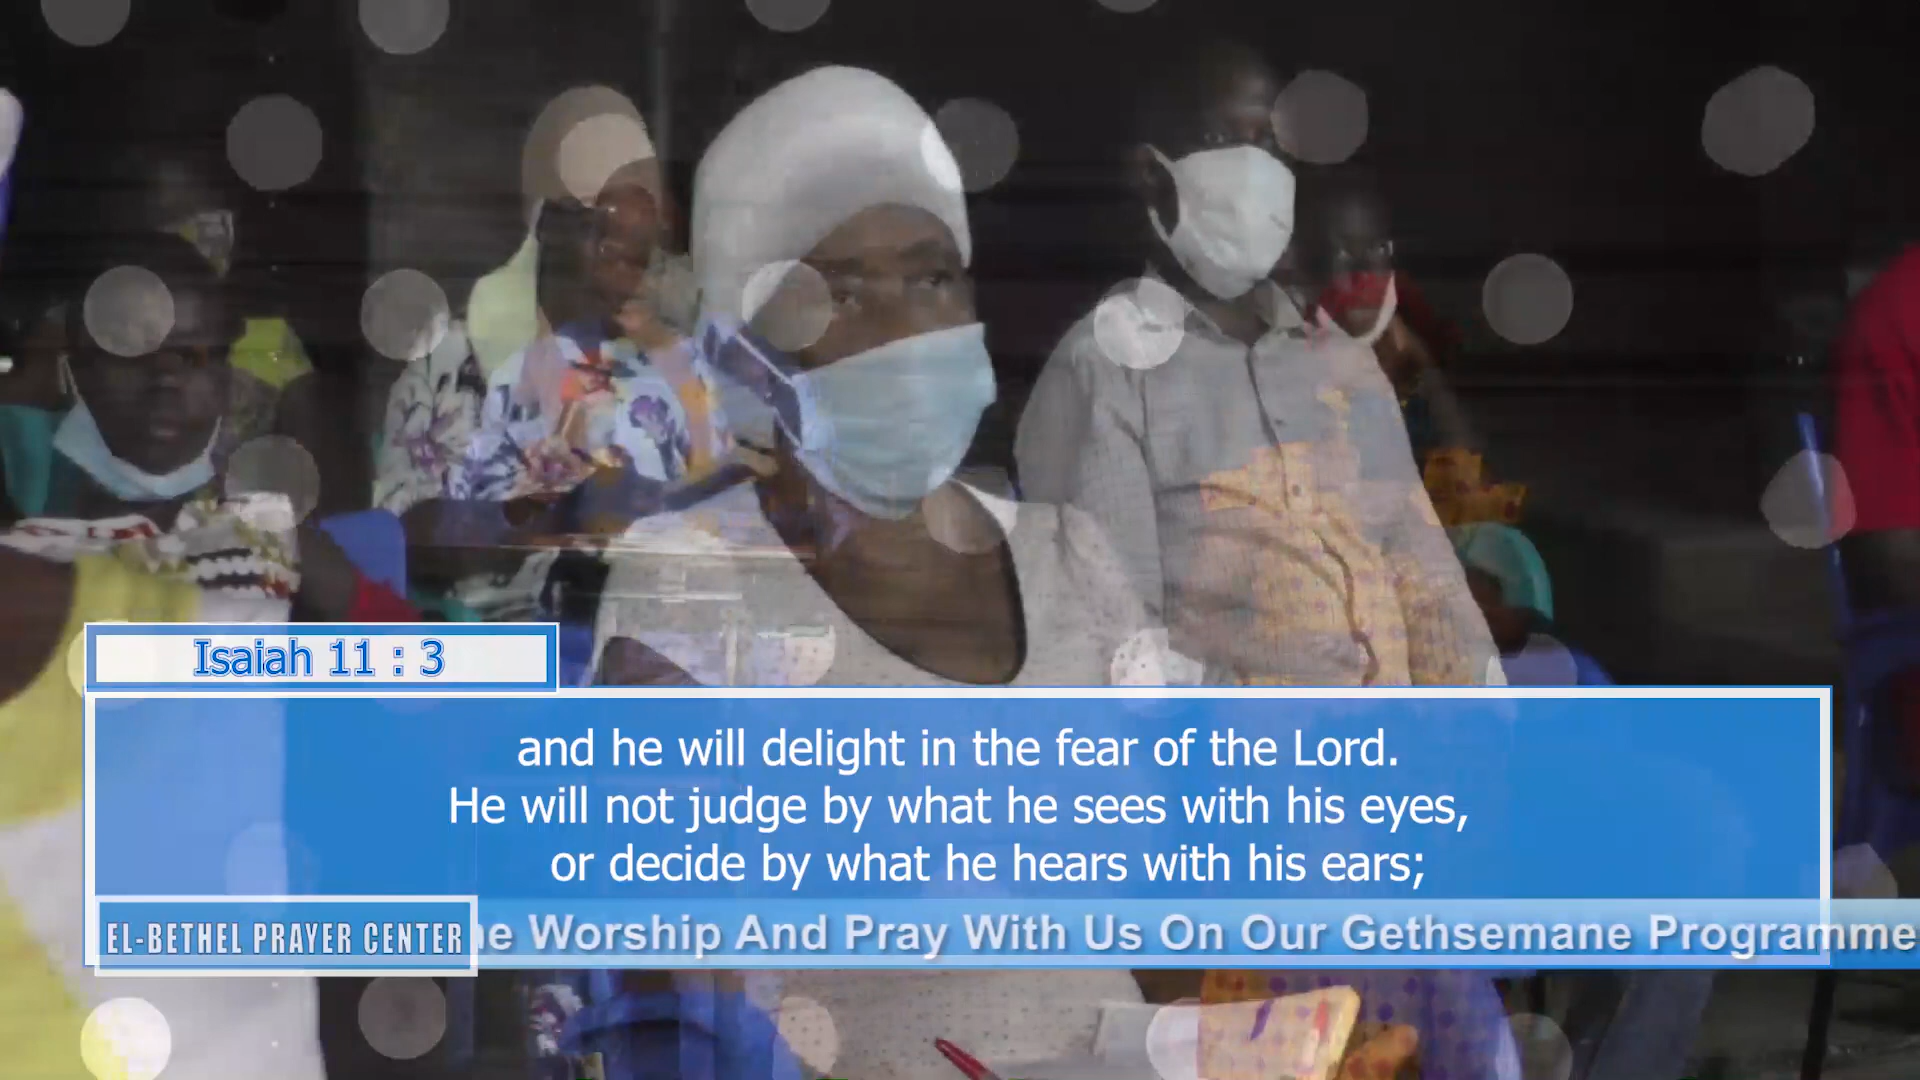 Isaiah 11 : 3
and he will delight in the fear of the Lord.
He will not judge by what he sees with his eyes,
or decide by what he hears with his ears;
EL-BETHEL PRAYER CENTER
Worship And Pray With Us On Our Gethsemane Programme